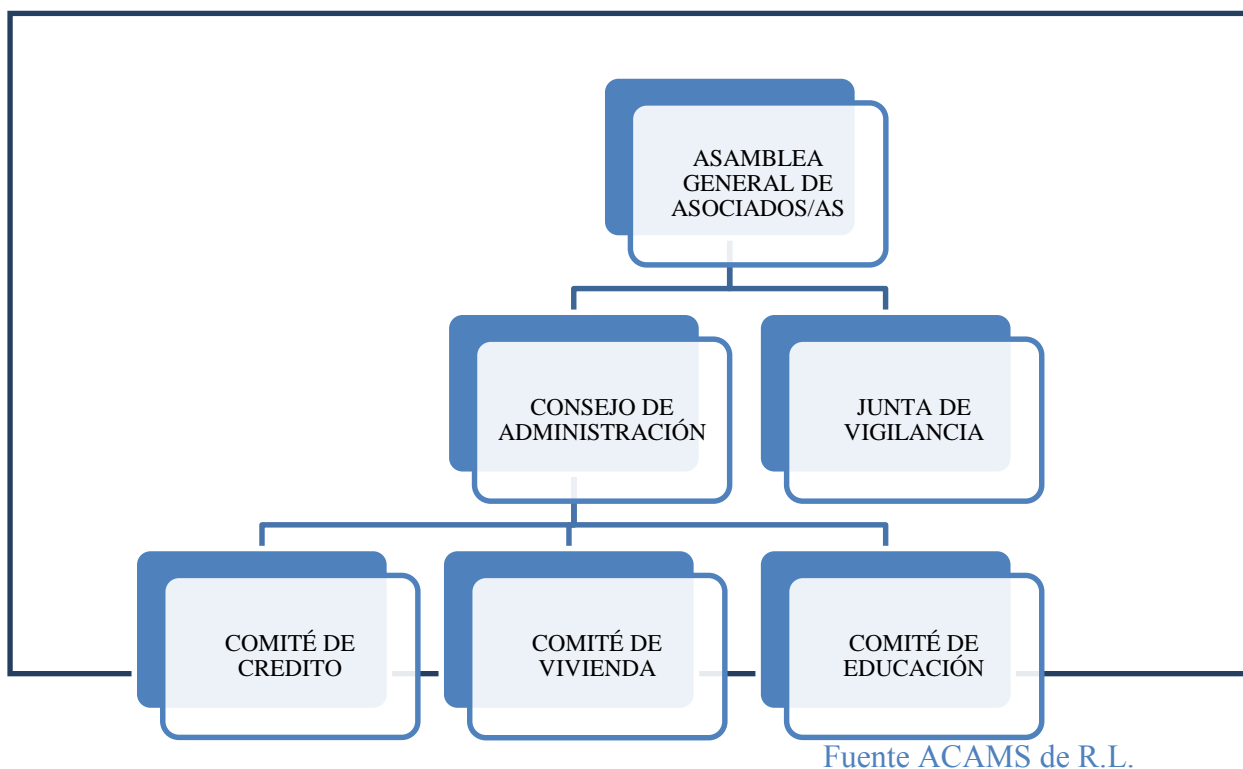 ASAMBLEA
GENERAL DE
ASOCIADOS/AS
CONSEJO DE
ADMINISTRACIÓN
JUNTA DE
VIGILANCIA
COMITÉ DE
CREDITO
COMITÉ DE
VIVIENDA
COMITÉ DE
EDUCACIÓN
Fuente ACAMS de R.L.